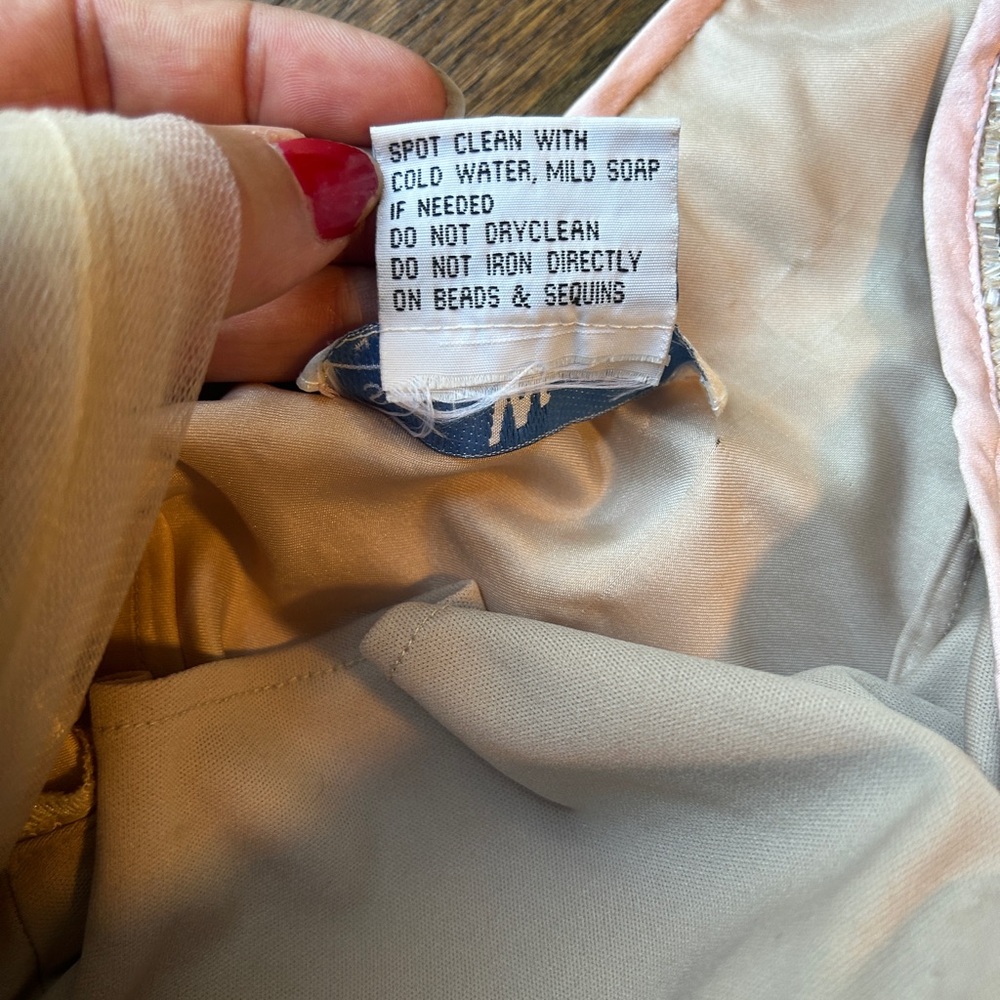 SPOT CLEAN WITH
COLD WATER, MILD SOAP
IF NEEDED
DO NOT DRYCLEAN
DO NOT IRON DIRECTLY
ON BEADS & SEQUINS